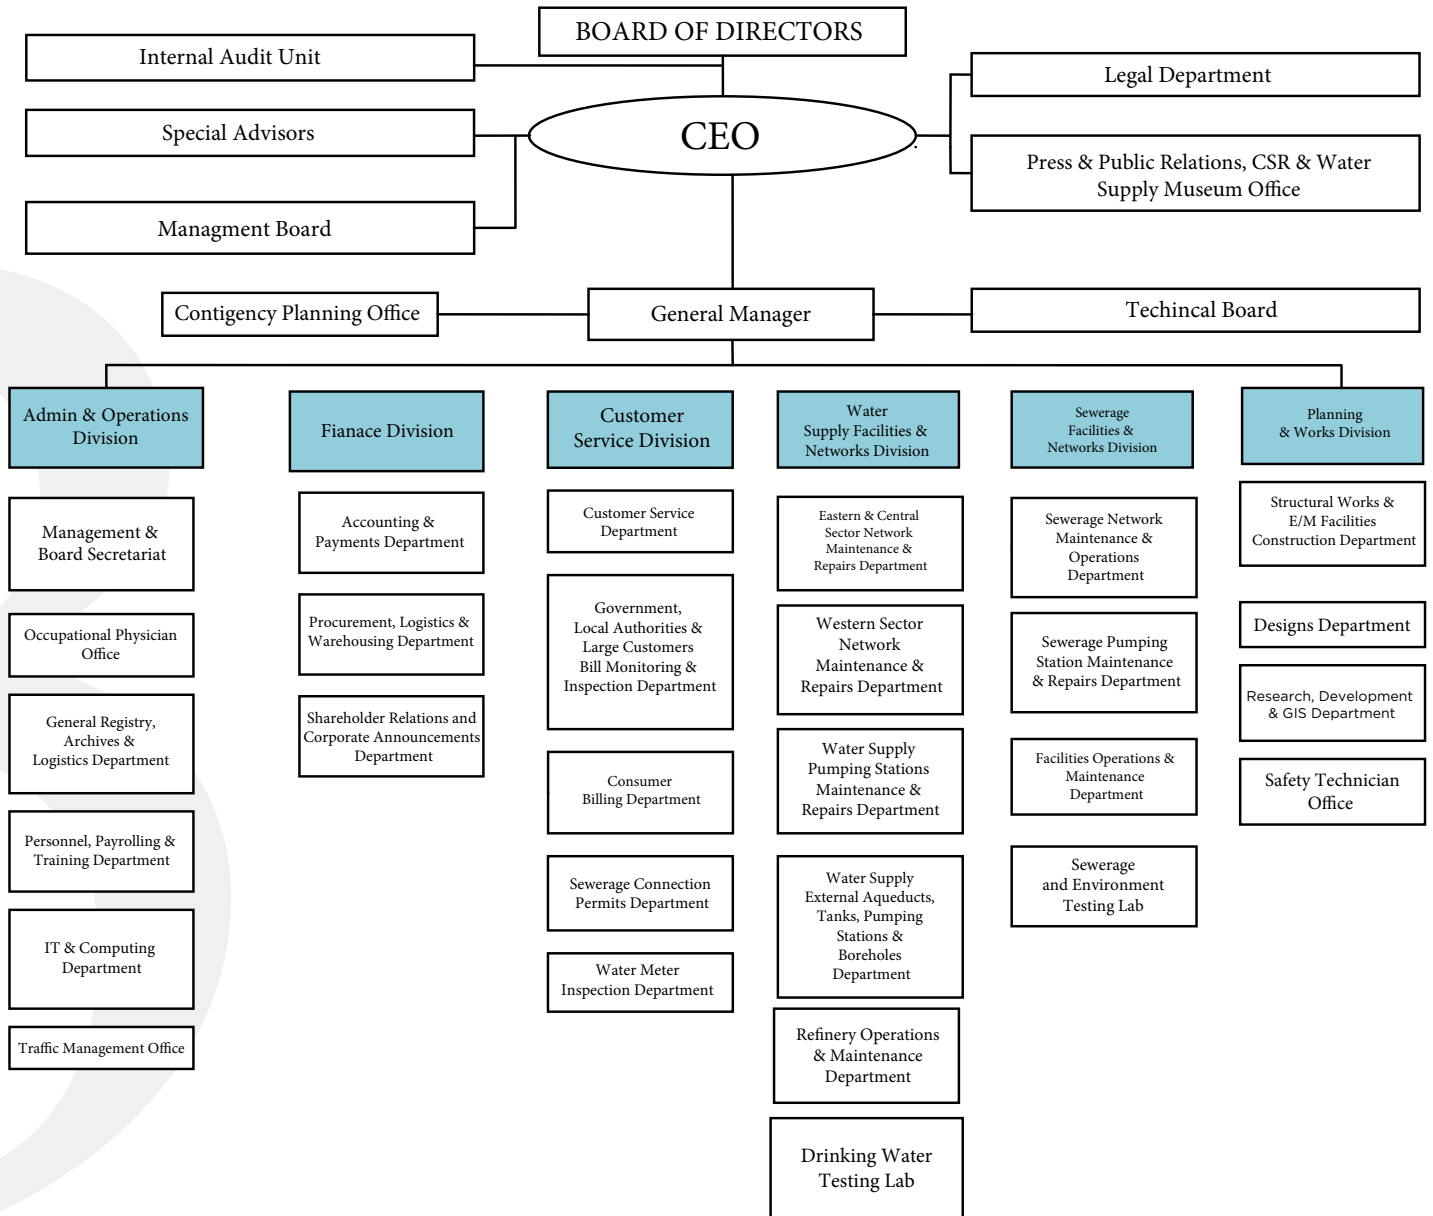 BOARD OF DIRECTORS
Internal Audit Unit
Legal Department
Special Advisors
CEO
Press & Public Relations, CSR & Water
Supply Museum Office
Managment Board
Contigency Planning Office
General Manager
Techincal Board
Admin & Operations
Division
Management &
Board Secretariat
Occupational Physician
Office
General Registry,
Archives &
Logistics Department
Personnel, Payrolling &
Training Department
IT & Computing
Department
Traffic Management Office
Fianace Division
Accounting &
Payments Department
Procurement, Logistics &
Warehousing Department
Shareholder Relations and
Corporate Announcements
Department
Customer
Service Division
Customer Service
Department
Government,
Local Authorities &
Large Customers
Bill Monitoring &
Inspection Department
Consumer
Billing Department
Sewerage Connection
Permits Department
Water Meter
Inspection Department
Water
Supply Facilities &
Networks Division
Eastern & Central
Sector Network
Maintenance &
Repairs Department
Western Sector
Network
Maintenance &
Repairs Department
Water Supply
Pumping Stations
Maintenance &
Repairs Department
Water Supply
External Aqueducts,
Tanks, Pumping
Stations &
Boreholes
Department
Refinery Operations
& Maintenance
Department
Drinking Water
Testing Lab
Sewerage
Facilities &
Networks Division
Sewerage Network
Maintenance &
Operations
Department
Sewerage Pumping
Station Maintenance
& Repairs Department
Facilities Operations &
Maintenance
Department
Sewerage
and Environment
Testing Lab
Planning
& Works Division
Structural Works &
E/M Facilities
Construction Department
Designs Department
Research, Development
& GIS Department
Safety Technician
Office